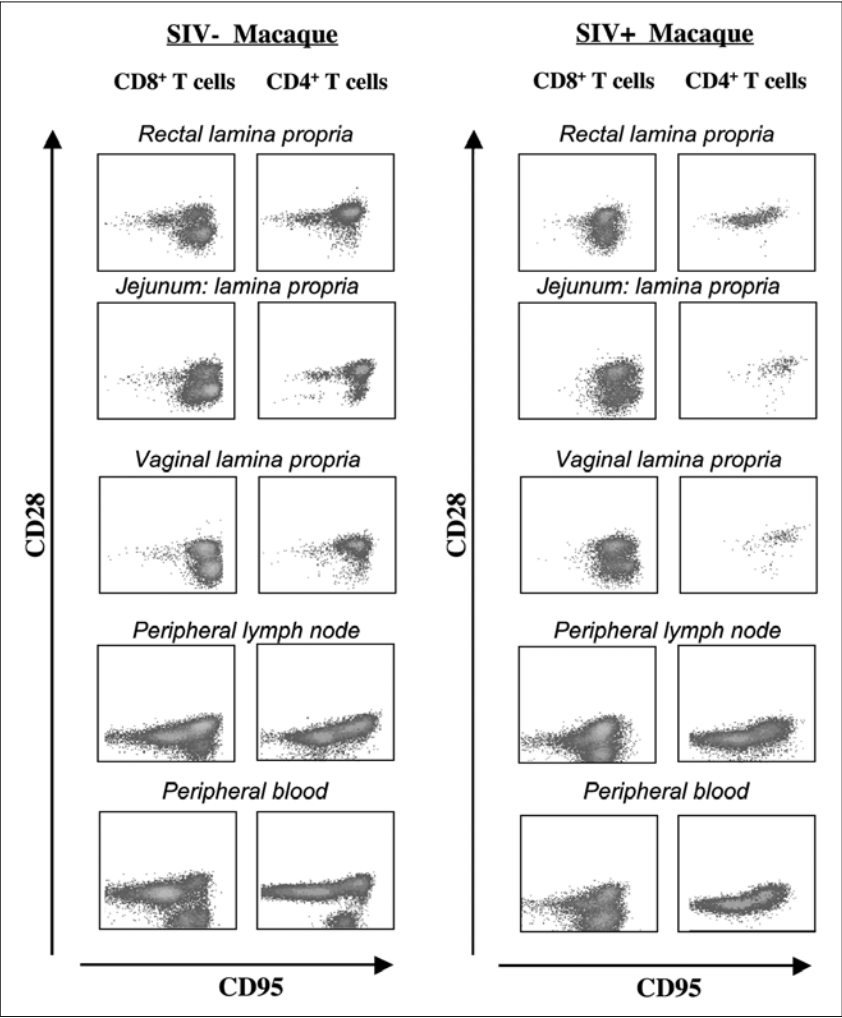 SIV- Macaque
CD8+ T cells CD4+ T cells
Rectal lamina propria
Jejunum: lamina propria
Vaginal lamina propria
Peripheral lymph node
Peripheral blood
CD28
CD95
SIV+ Macaque
CD8+ T cells CD4+ T cells
Rectal lamina propria
Jejunum: lamina propria
Vaginal lamina propria
Peripheral lymph node
Peripheral blood
CD28
CD95